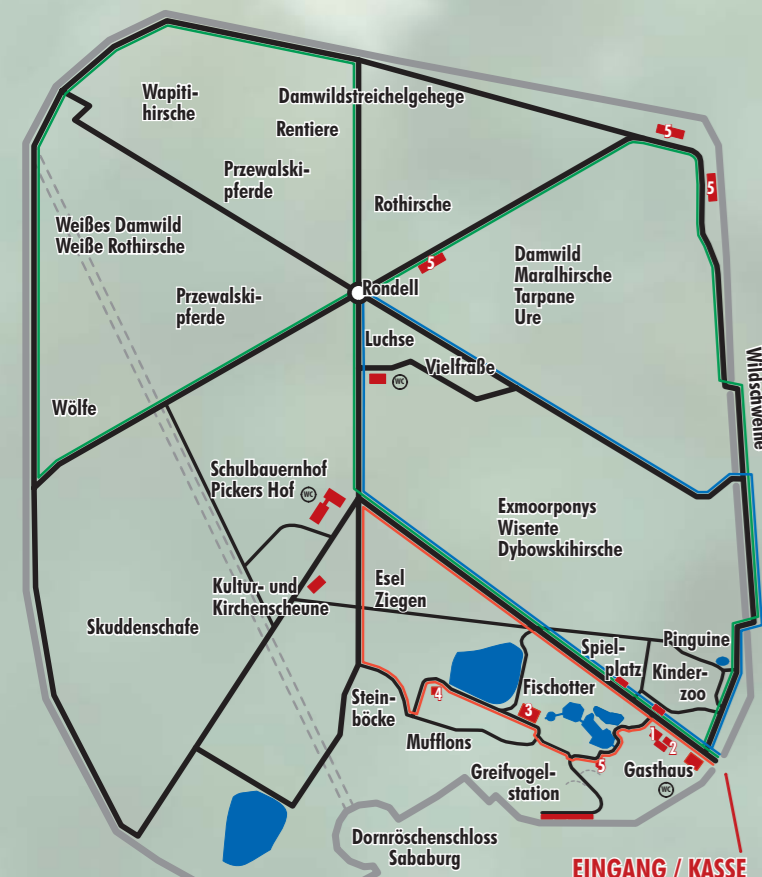 Wapiti-
hirsche
Damwildstreichelgehege
Rentiere
5
Przewalski-
pferde
5
Rothirsche
Weißes Damwild
Weiße Rothirsche
Damwild
Maralhirsche
Tarpane
Ure
5
Przewalski-
pferde
Rondell
Luchse
Vielfraße
WC
Wildschweine
Wölfe
Schulbauernhof
Pickers Hof
WC
Exmoorponys
Wisente
Dybowskihirsche
Kultur- und
Kirchenscheune
Esel
Ziegen
Skuddenschafe
Spiel-
platz
Pinguine
Kinder-
zoo
Fischotter
4
3
Stein-
böcke
Mufflons
1
2
5
Greifvogel-
station
Gasthaus
WC
Dornröschenschloss
Sababurg
EINGANG / KASSE